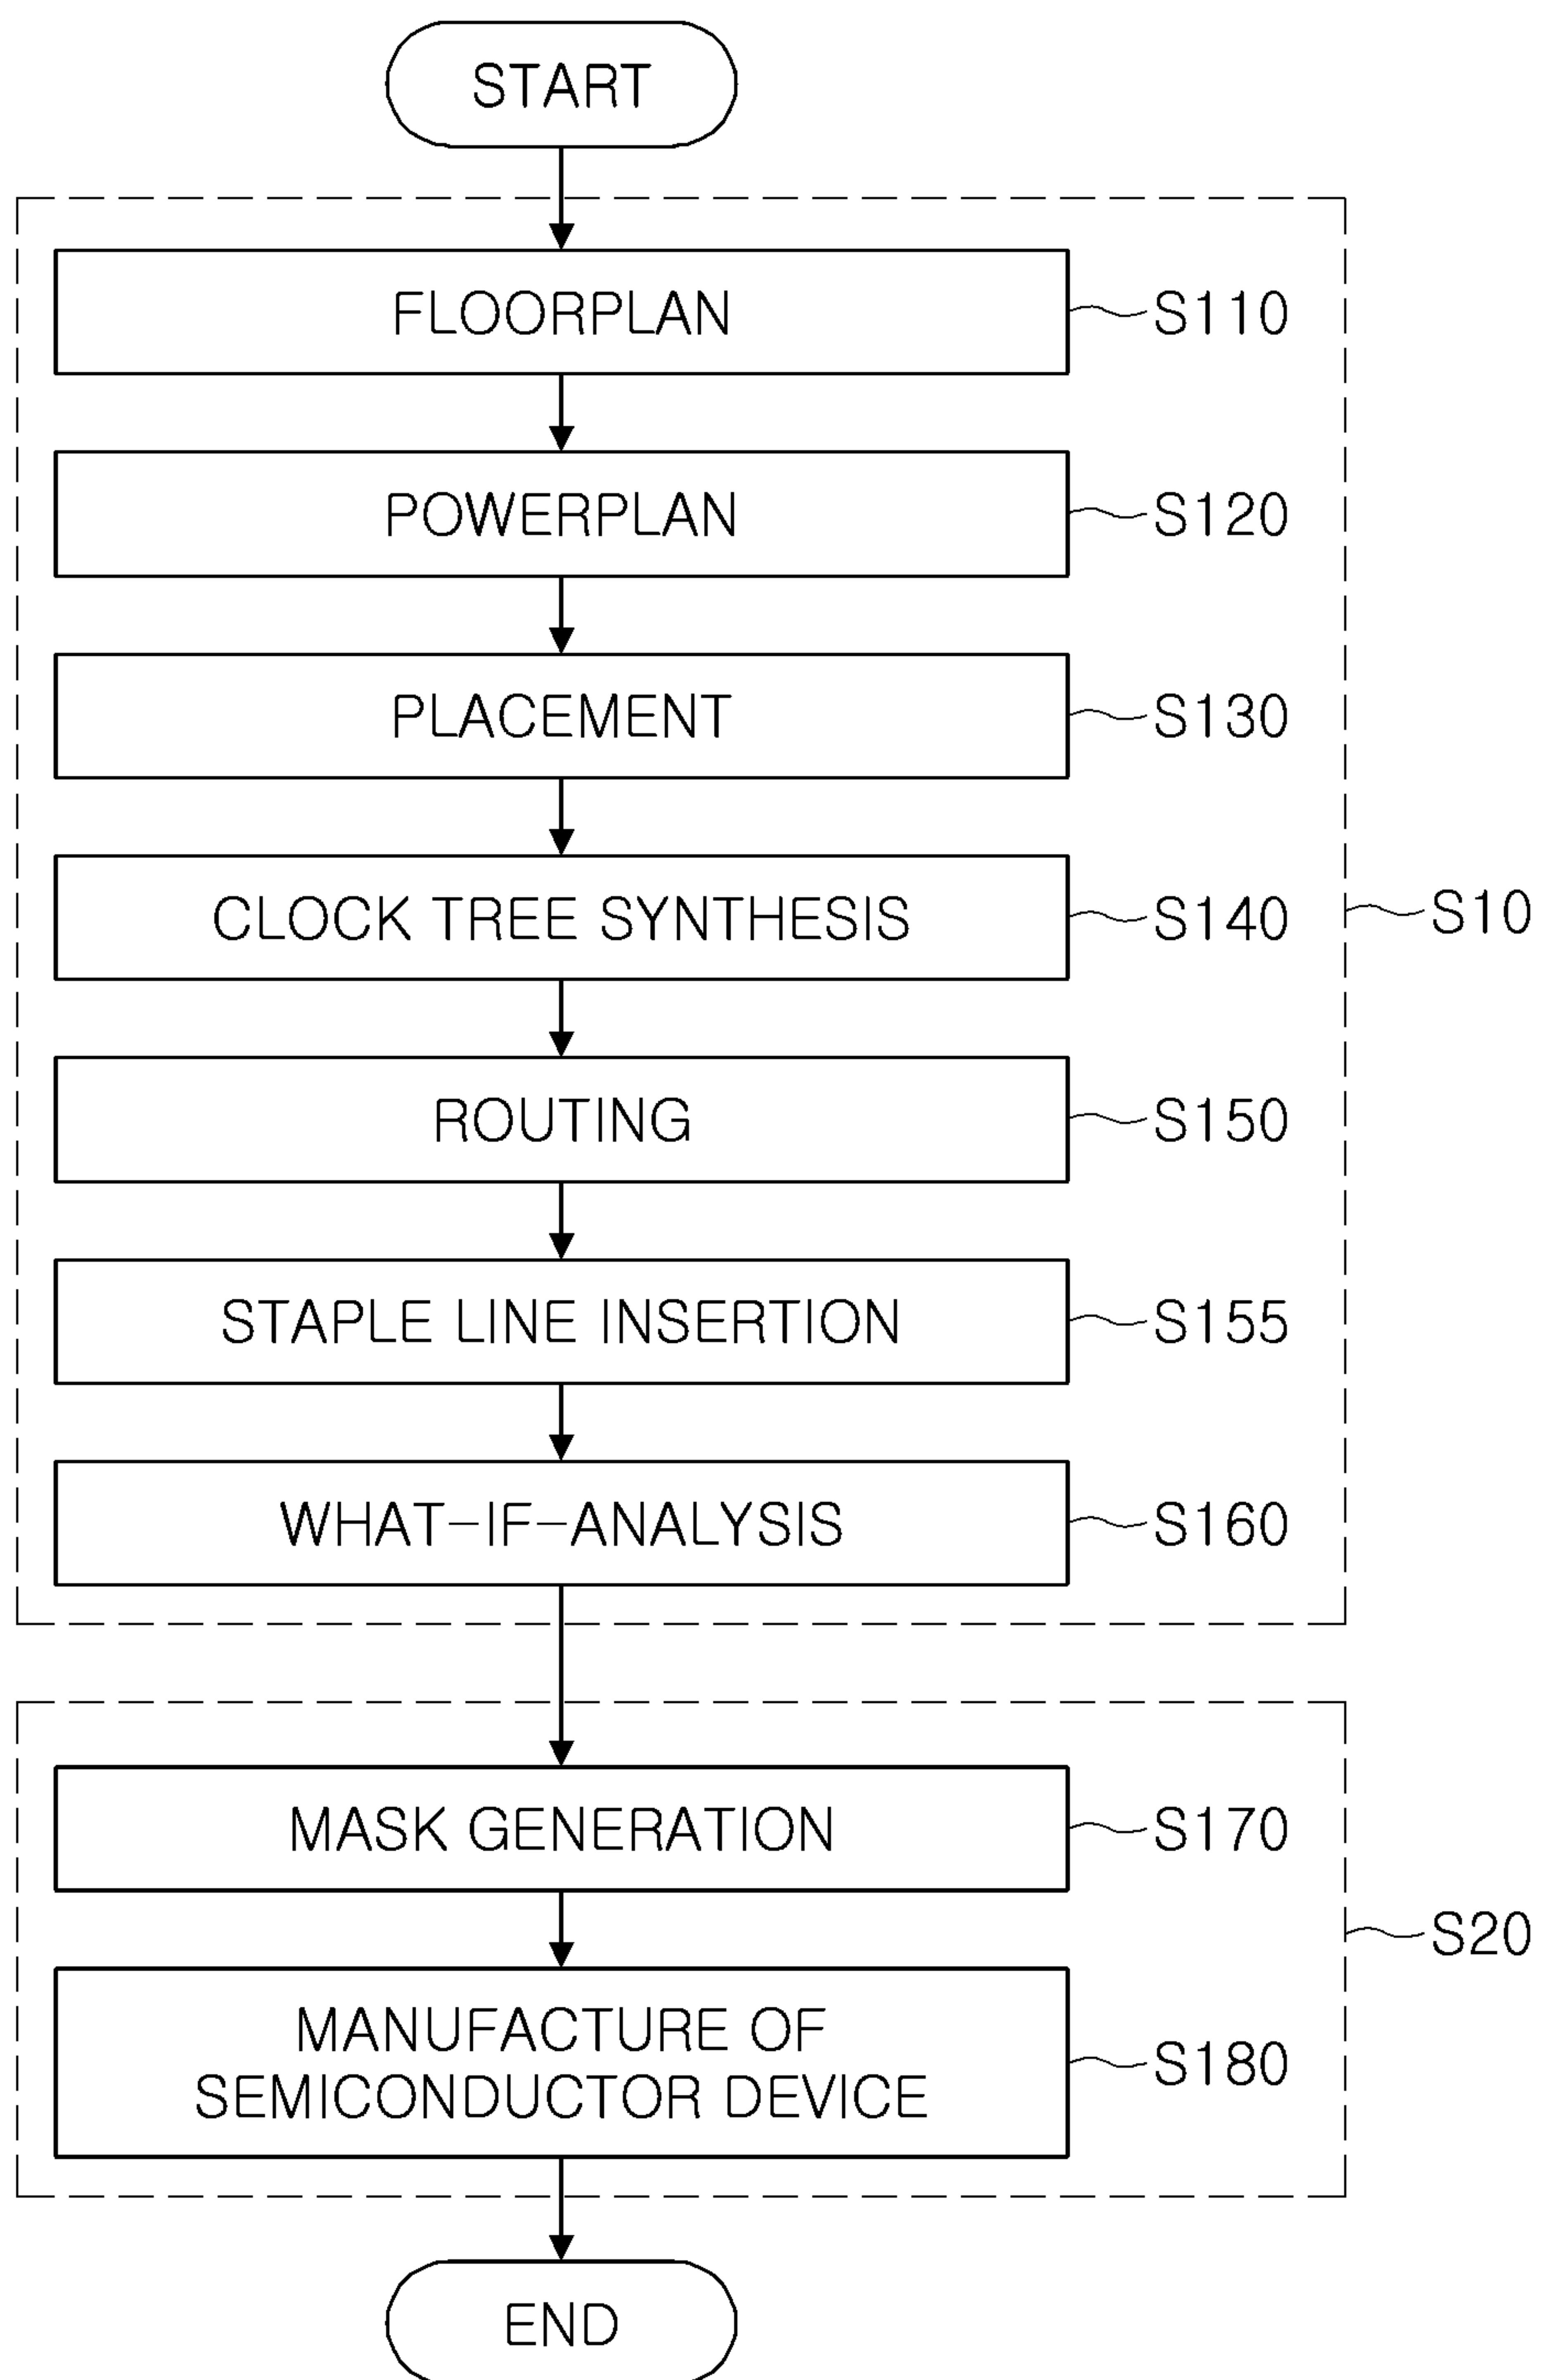 START
FLOORPLAN
S110
POWERPLAN
S120
PLACEMENT
S130
CLOCK TREE SYNTHESIS
S140
S10
ROUTING
S150
STAPLE LINE INSERTION
S155
WHAT-IF-ANALYSIS
S160
MASK GENERATION
S170
S20
MANUFACTURE OF
SEMICONDUCTOR DEVICE
S180
END